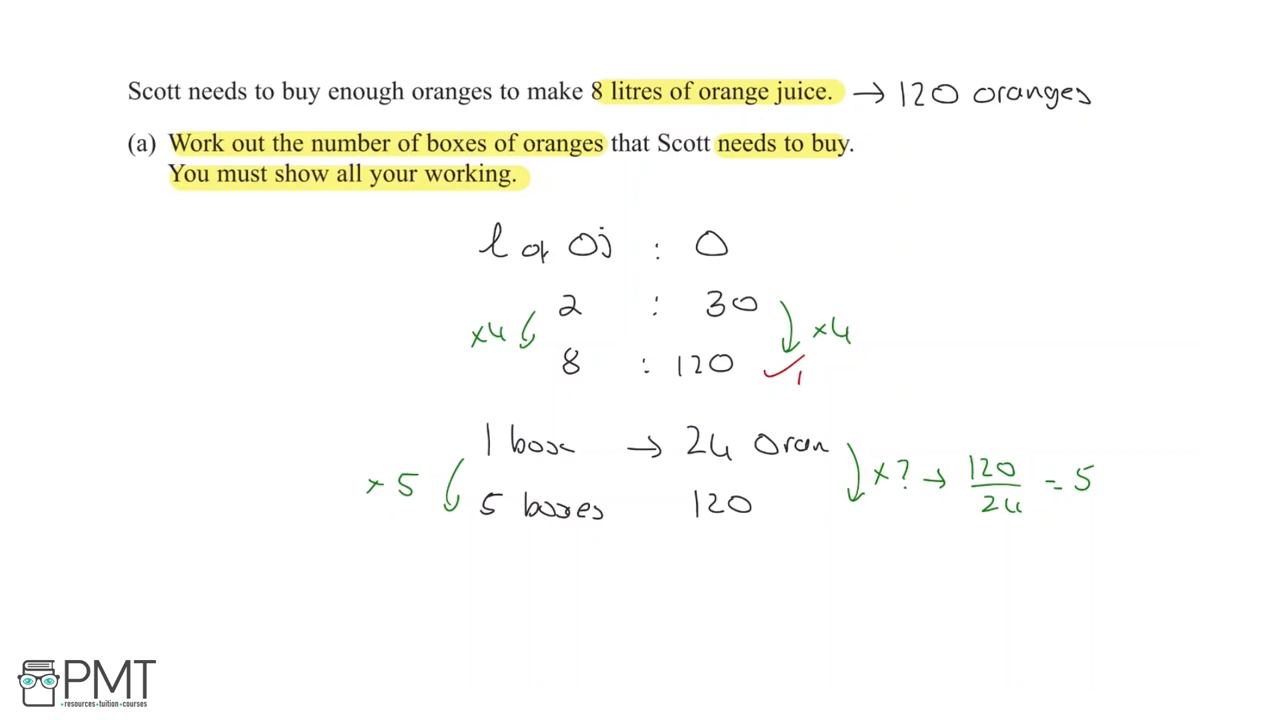 Scott needs to buy enough oranges to make 8 litres of orange juice. → 120 oranges
(a) Work out the number of boxes of oranges that Scott needs to buy.
You must show all your working.
l of OJ : O
2 : 30
x4 x4
8 : 120
1 box → 24 Oran
x 5 x ? → 120/24 = 5
5 boxes 120
PMT
•resources•tuition•courses